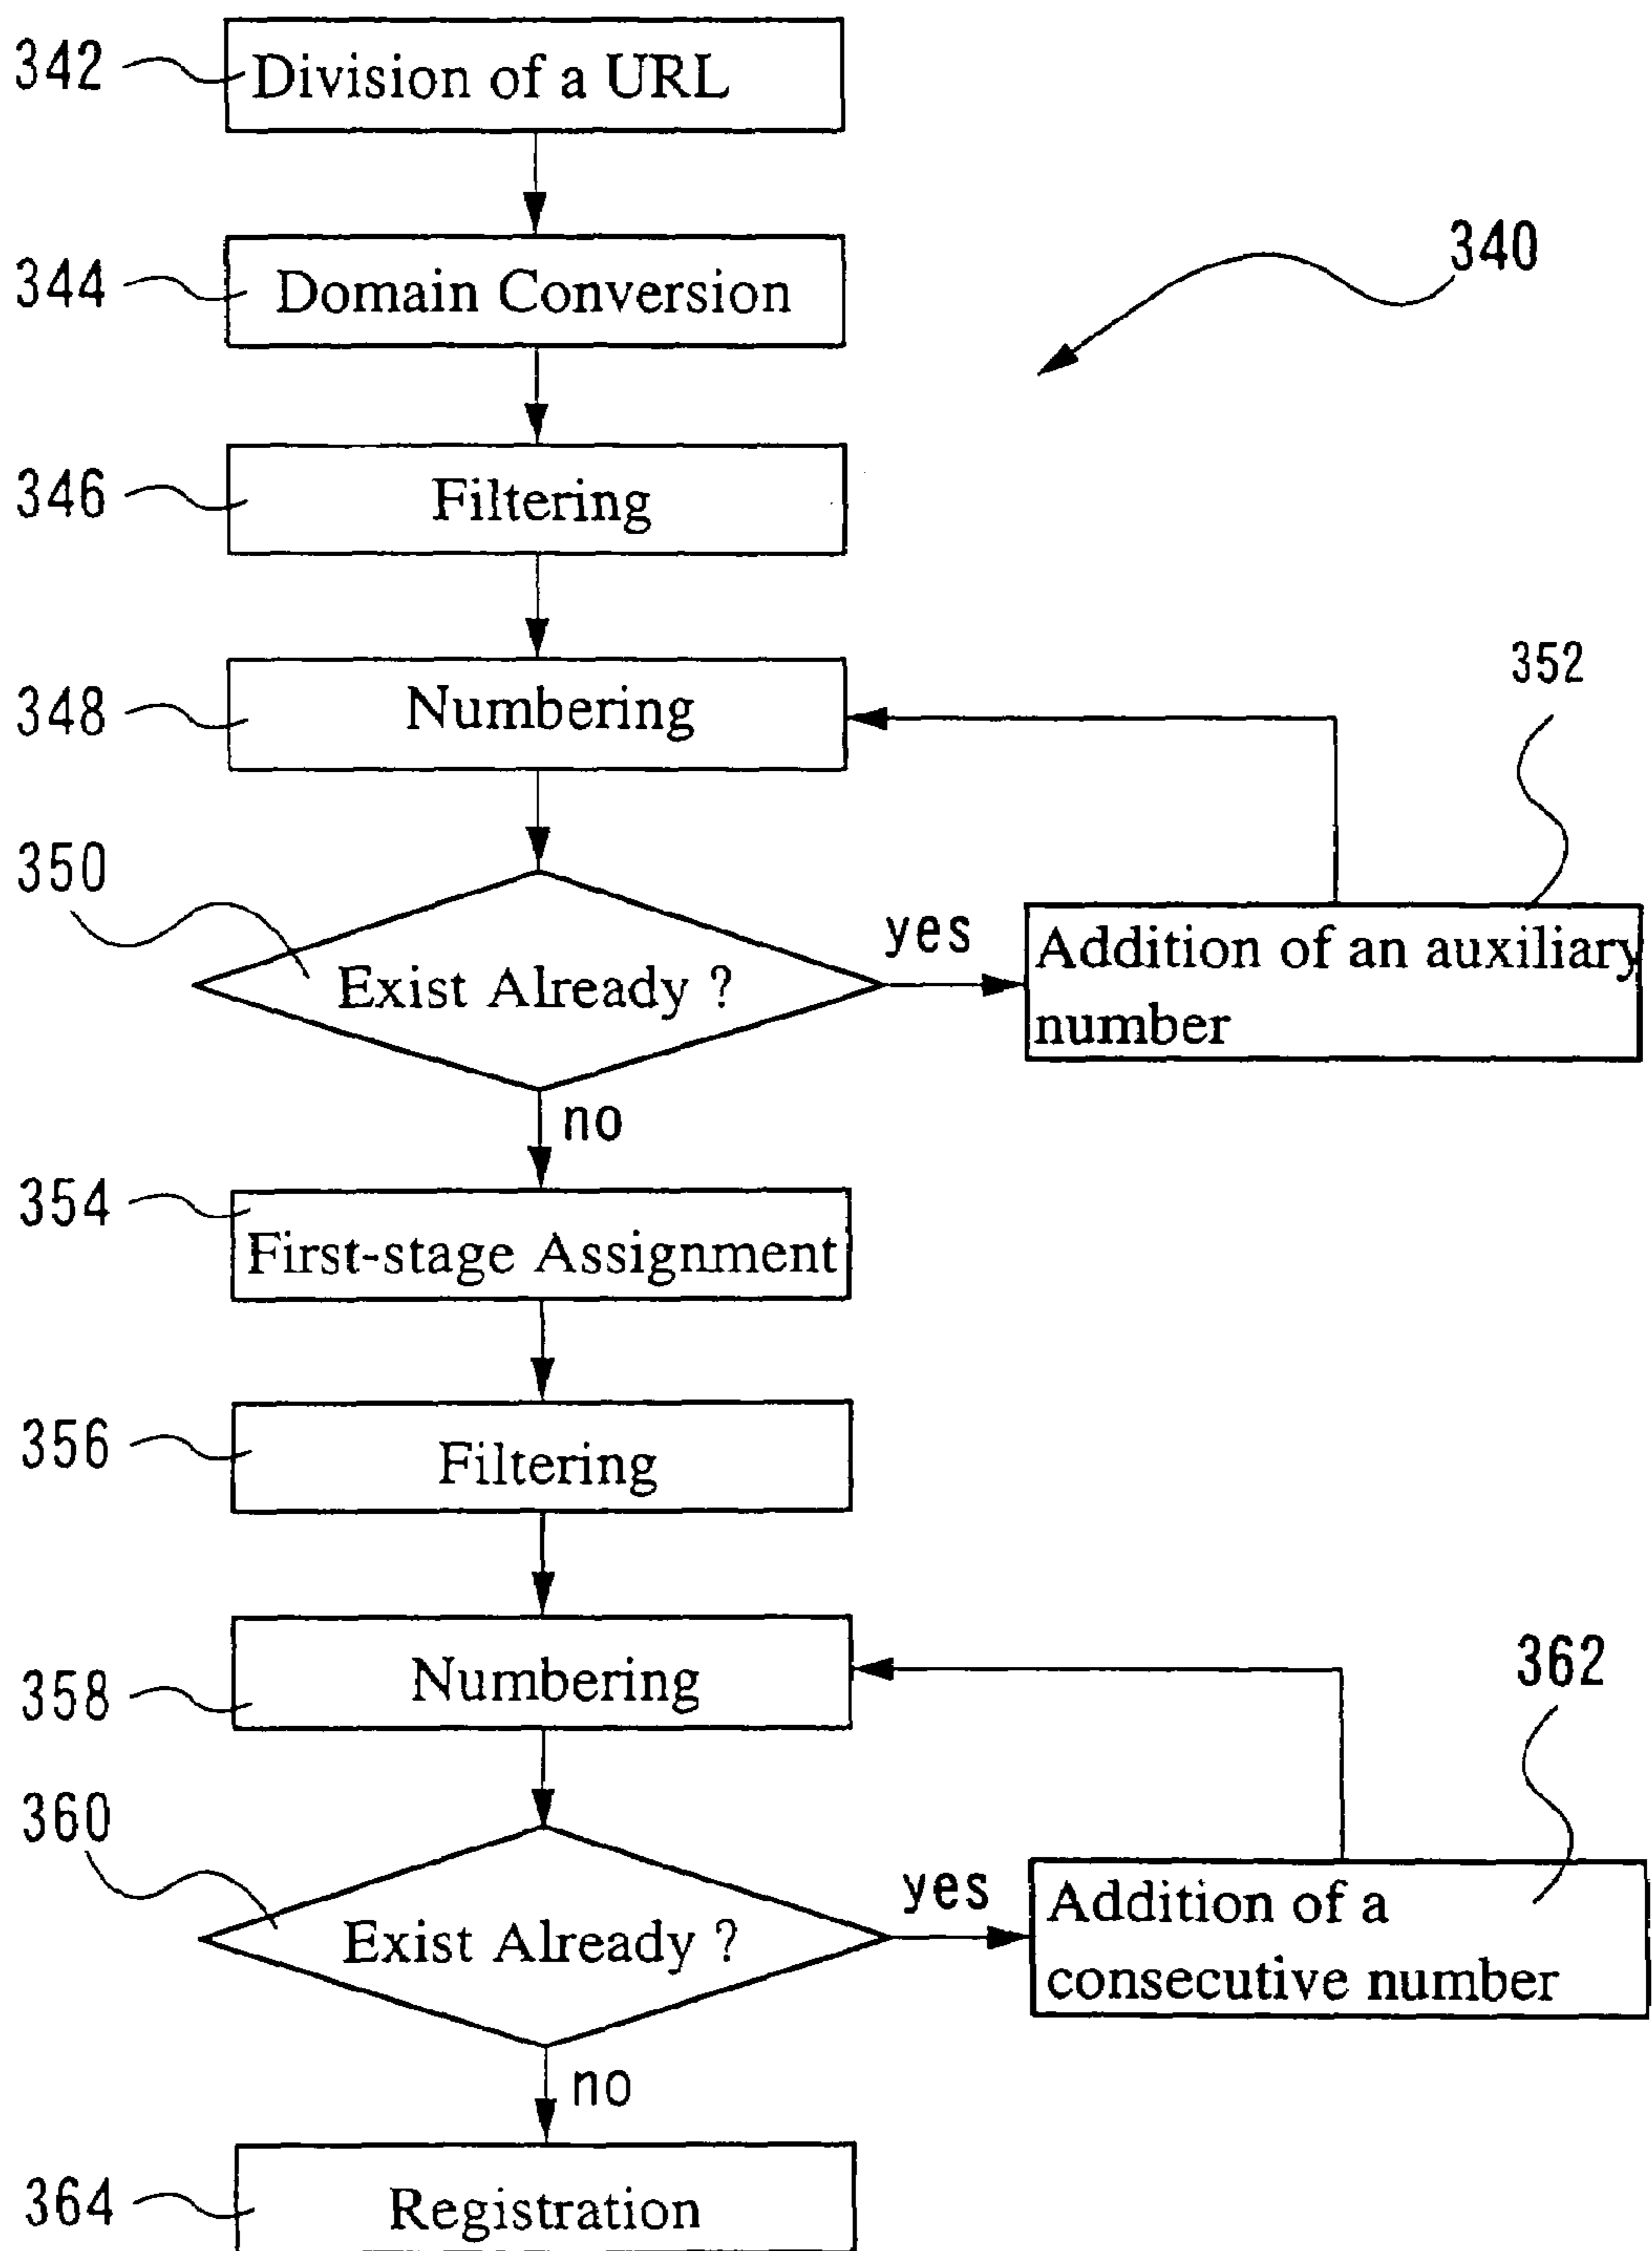 342
Division of a URL
344
Domain Conversion
340
346
Filtering
348
Numbering
352
350
Exist Already ?
yes
Addition of an auxiliary
number
no
354
First-stage Assignment
356
Filtering
358
Numbering
362
360
Exist Already ?
yes
Addition of a
consecutive number
no
364
Registration